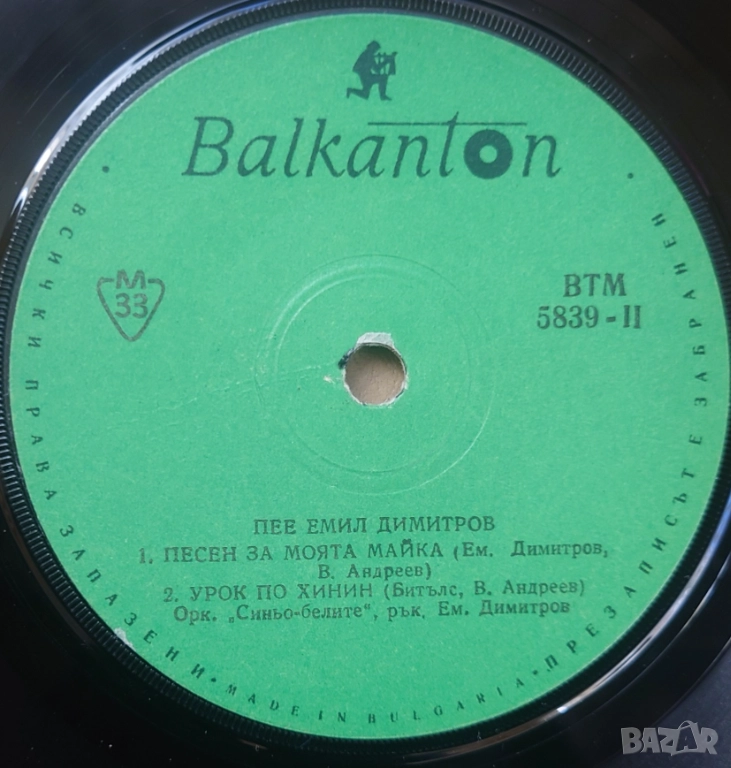 Balkanton
М
33
ВТМ
5839-II
ПЕЕ ЕМИЛ ДИМИТРОВ
1. ПЕСЕН ЗА МОЯТА МАЙКА (Ем. Димитров,
В. Андреев)
2. УРОК ПО ХИНИН (Битълс, В. Андреев)
Орк. „Синьо-белите", рък. Ем. Димитров
· ВСИЧКИ ПРАВА ЗАПАЗЕНИ · MADE IN BULGARIA · ПРЕЗАПИСЪТ Е ЗАБРАНЕН ·
BAZAR